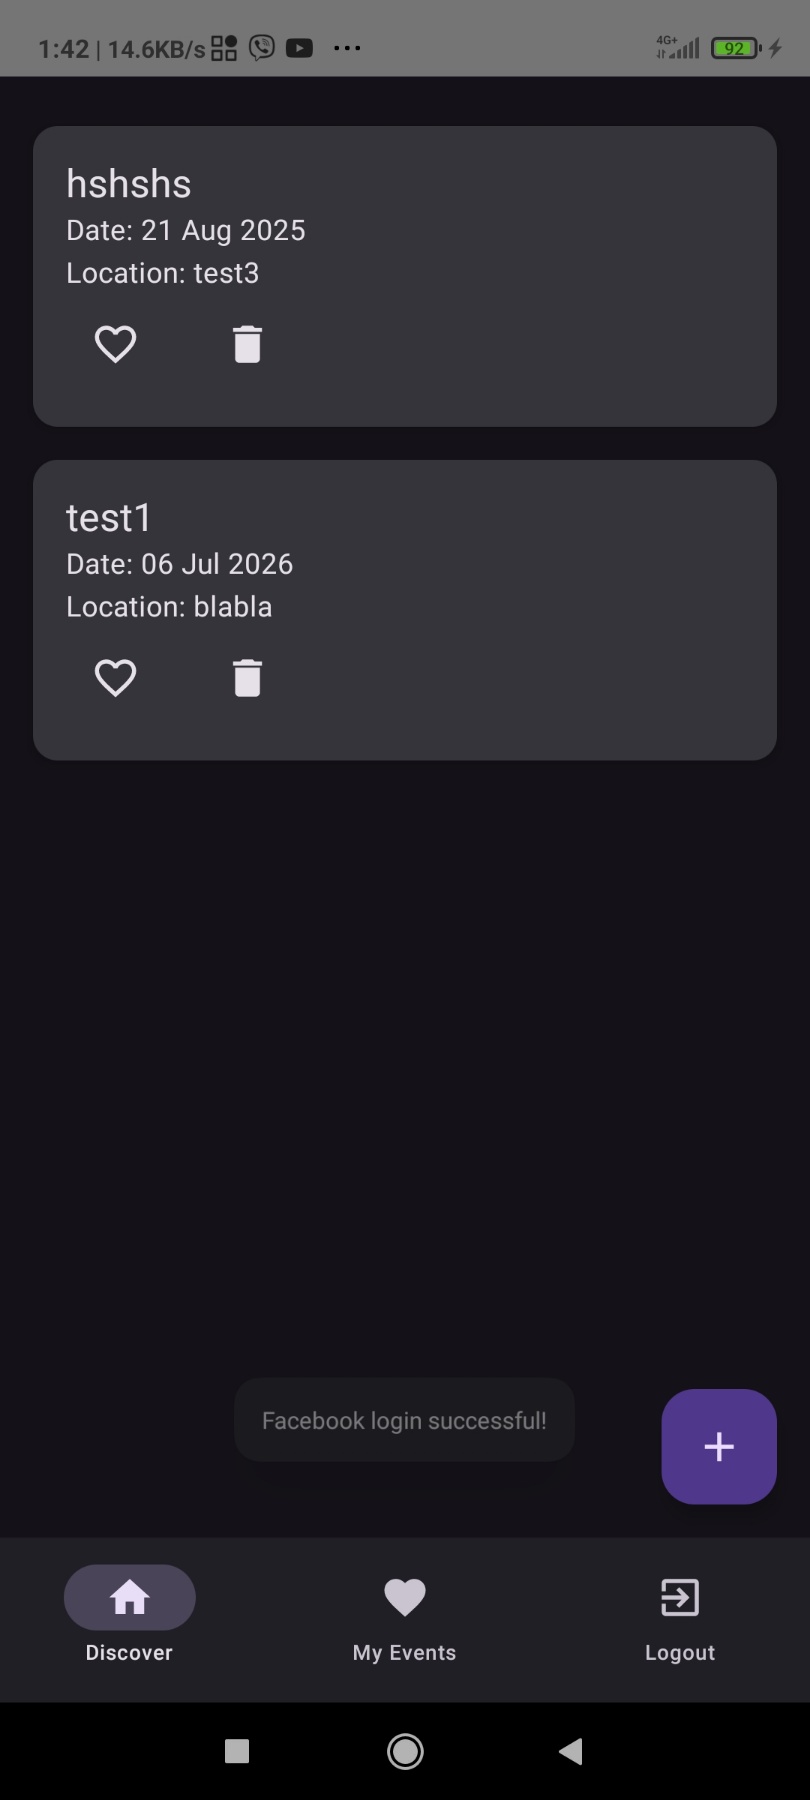 1:42 | 14.6KB/s
4G+
92
hshshs
Date: 21 Aug 2025
Location: test3
test1
Date: 06 Jul 2026
Location: blabla
Facebook login successful!
Discover
My Events
Logout